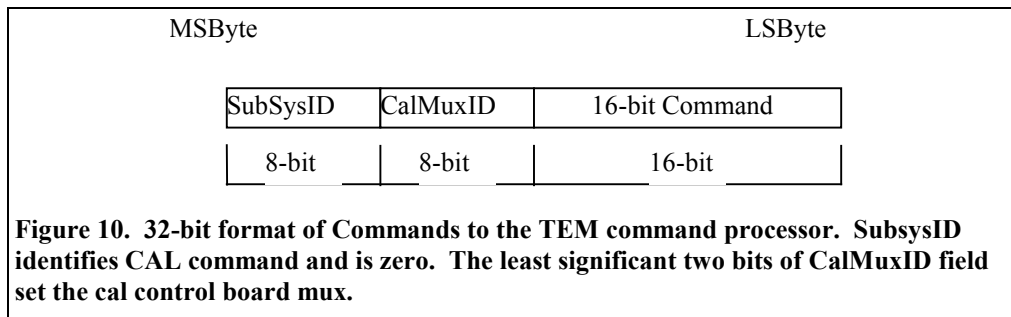 MSByte LSByte
SubSysID CalMuxID 16-bit Command
8-bit 8-bit 16-bit
Figure 10. 32-bit format of Commands to the TEM command processor. SubsysID
identifies CAL command and is zero. The least significant two bits of CalMuxID field
set the cal control board mux.